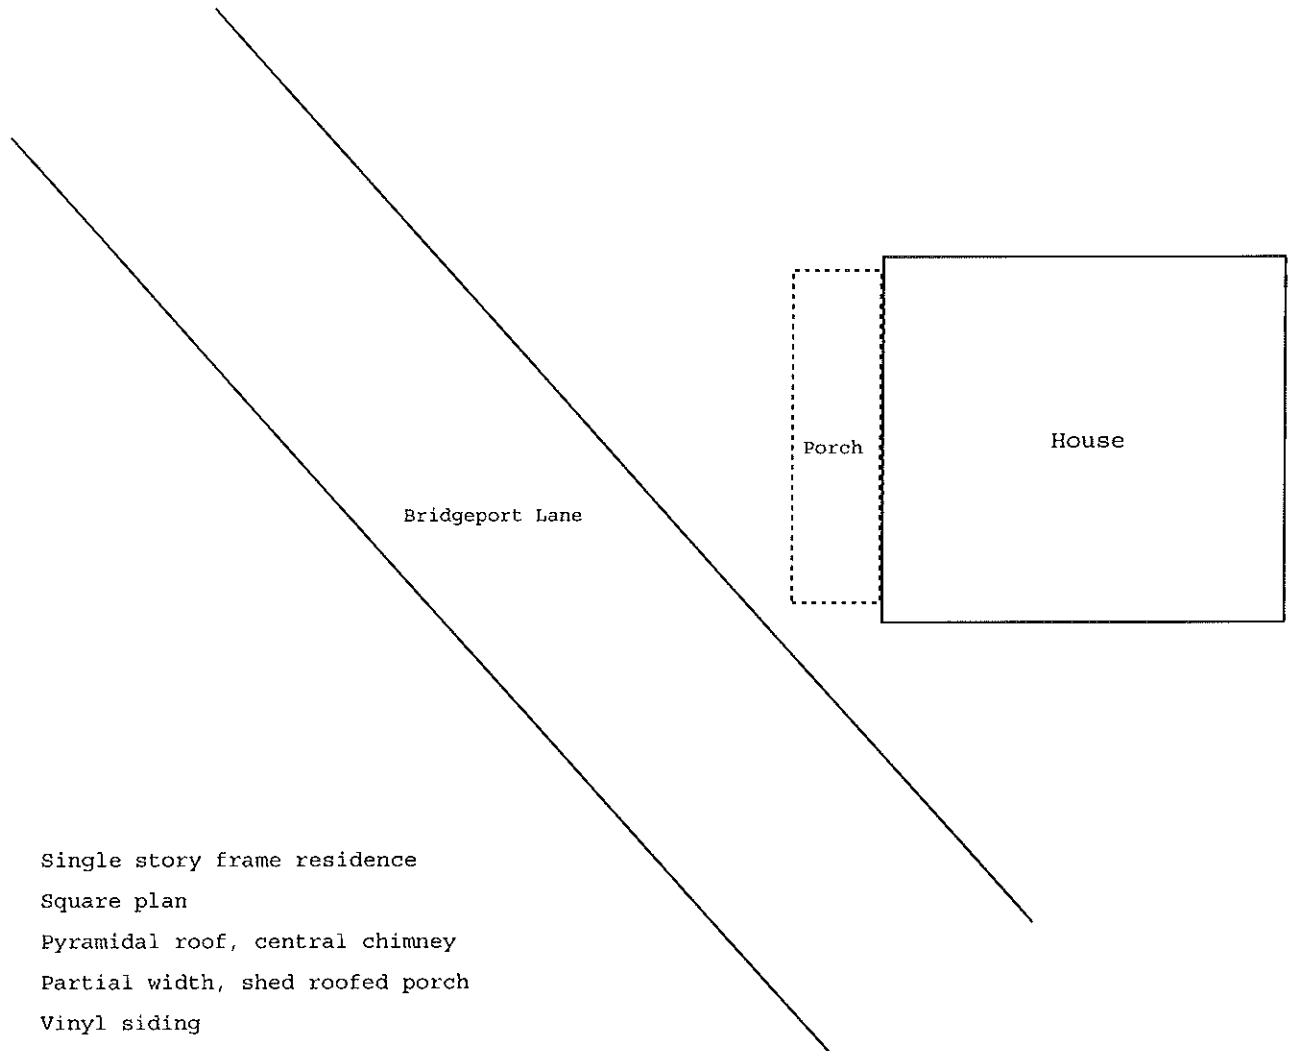 Porch
House
Bridgeport Lane
Single story frame residence
Square plan
Pyramidal roof, central chimney
Partial width, shed roofed porch
Vinyl siding